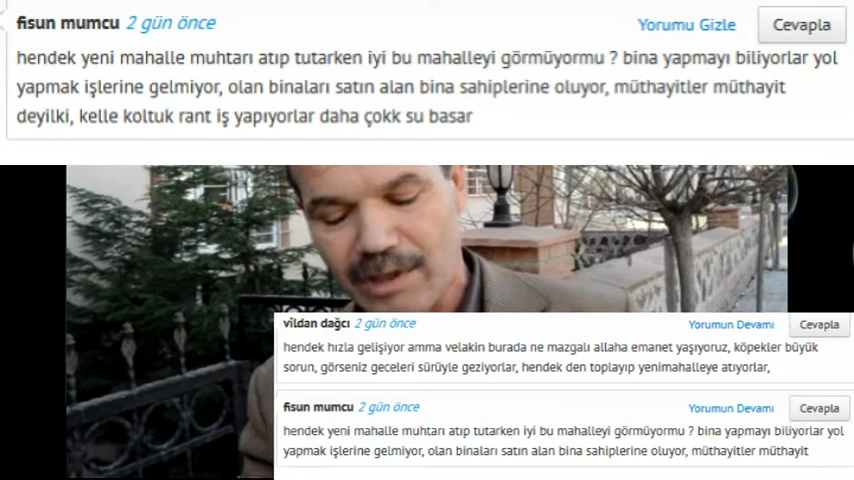 fisun mumcu 2 gün önce Yorumu Gizle Cevapla
hendek yeni mahalle muhtarı atıp tutarken iyi bu mahalleyi görmüyormu ? bina yapmayı biliyorlar yol
yapmak işlerine gelmiyor, olan binaları satın alan bina sahiplerine oluyor, müthayitler müthayit
deyilki, kelle koltuk rant iş yapıyorlar daha çokk su basar
vildan dağcı 2 gün önce Yorumun Devamı Cevapla
hendek hızla gelişiyor amma velakin burada ne mazgalı allaha emanet yaşıyoruz, köpekler büyük
sorun, görseniz geceleri sürüyle geziyorlar, hendek den toplayıp yenimahalleye atıyorlar,
fisun mumcu 2 gün önce Yorumun Devamı Cevapla
hendek yeni mahalle muhtarı atıp tutarken iyi bu mahalleyi görmüyormu ? bina yapmayı biliyorlar yol
yapmak işlerine gelmiyor, olan binaları satın alan bina sahiplerine oluyor, müthayitler müthayit